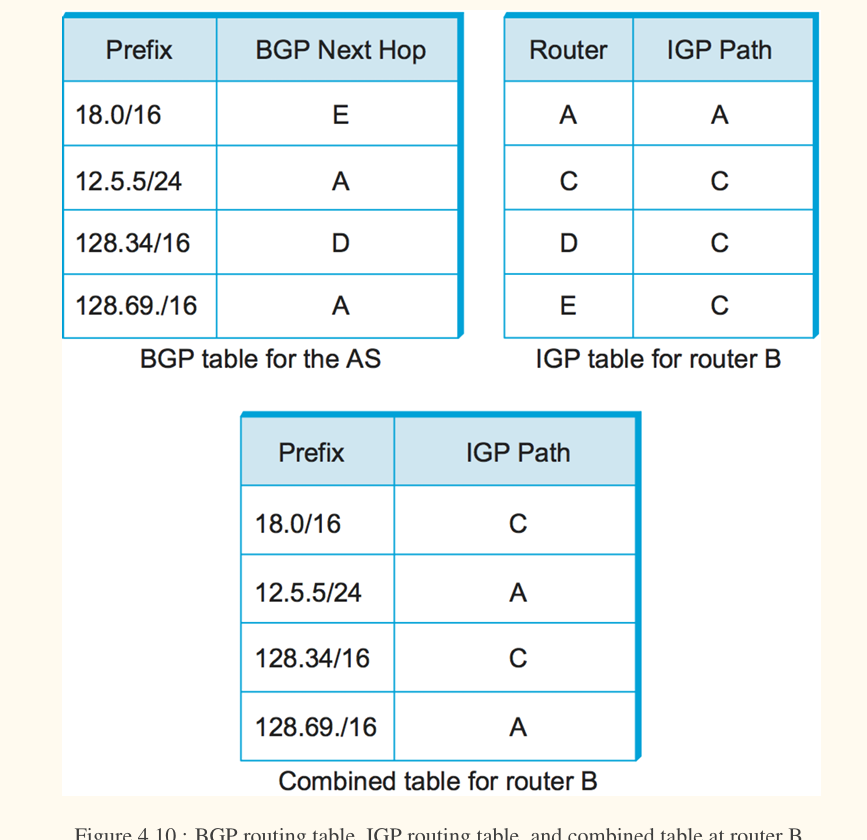 Prefix BGP Next Hop
18.0/16 E
12.5.5/24 A
128.34/16 D
128.69./16 A
BGP table for the AS
Router IGP Path
A A
C C
D C
E C
IGP table for router B
Prefix IGP Path
18.0/16 C
12.5.5/24 A
128.34/16 C
128.69./16 A
Combined table for router B
Figure 4.10.: BGP routing table, IGP routing table, and combined table at router B